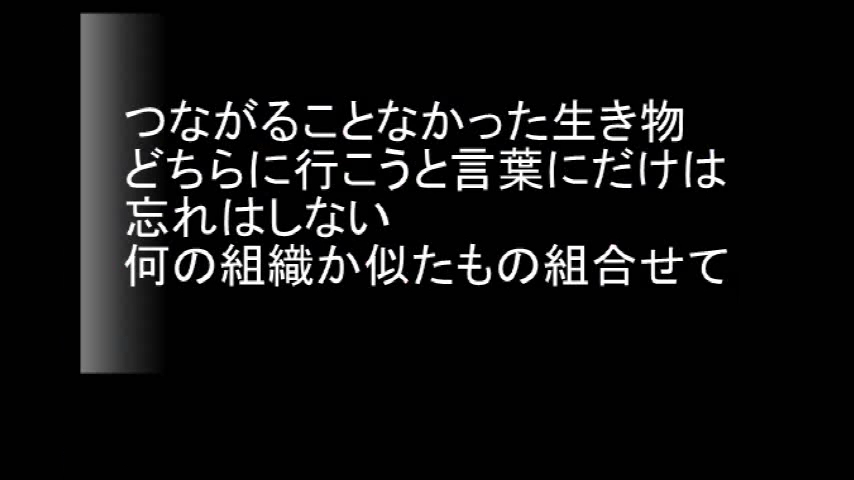 つながることなかった生き物
どちらに行こうと言葉にだけは
忘れはしない
何の組織か似たもの組合せて